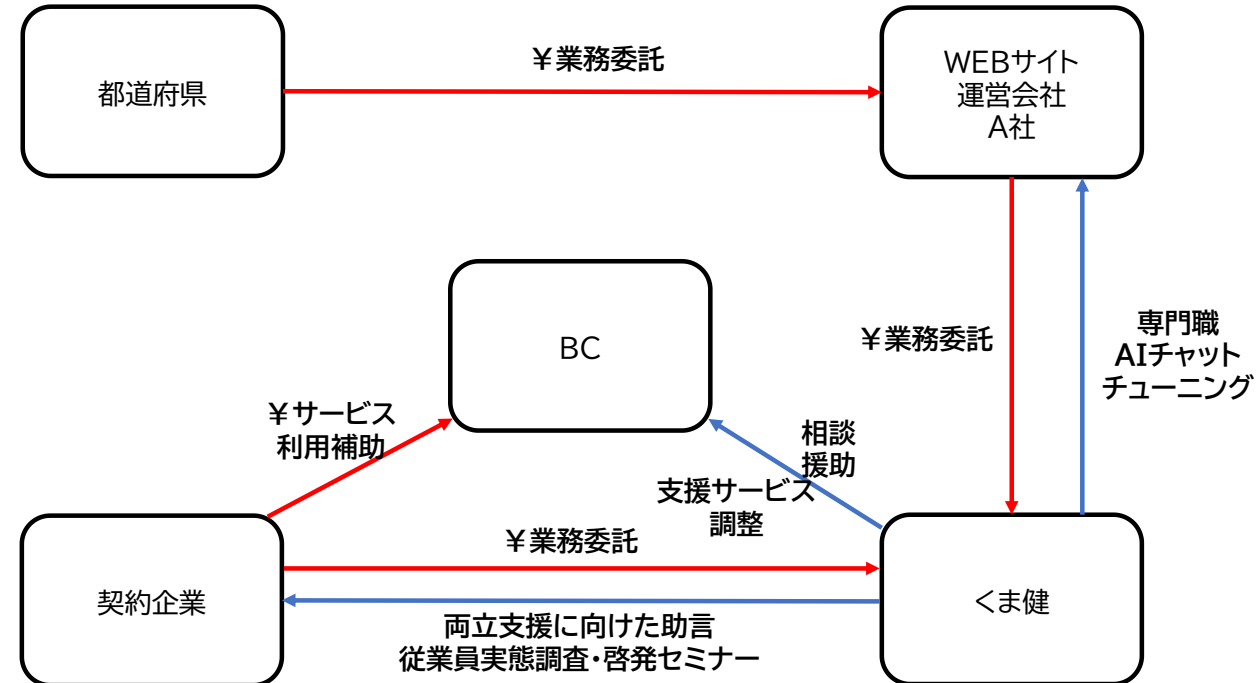 都道府県
￥業務委託
WEBサイト
運営会社
A社
BC
￥業務委託
専門職
AIチャット
チューニング
￥サービス
利用補助
相談
援助
支援サービス
調整
￥業務委託
契約企業
くま健
両立支援に向けた助言
従業員実態調査・啓発セミナー